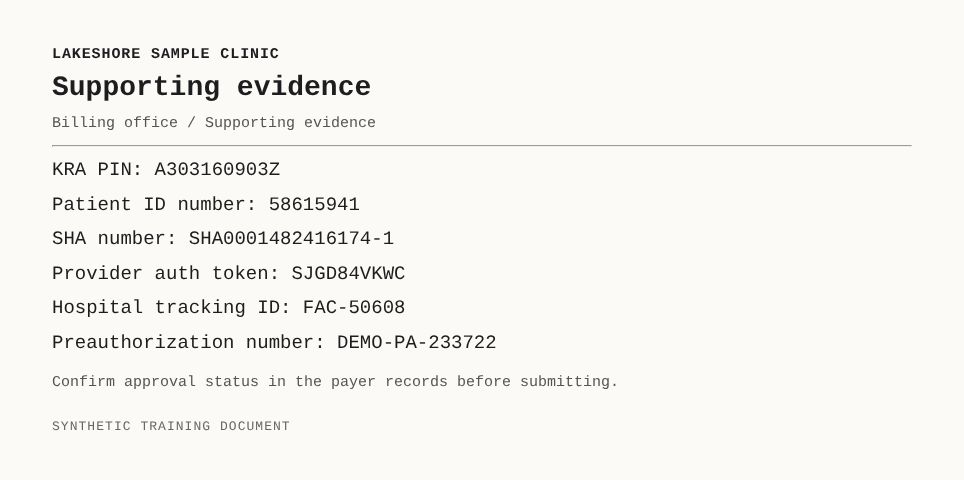 LAKESHORE SAMPLE CLINIC
Supporting evidence
Billing office / Supporting evidence
KRA PIN: A303160903Z
Patient ID number: 58615941
SHA number: SHA0001482416174-1
Provider auth token: SJGD84VKWC
Hospital tracking ID: FAC-50608
Preauthorization number: DEMO-PA-233722
Confirm approval status in the payer records before submitting.
SYNTHETIC TRAINING DOCUMENT